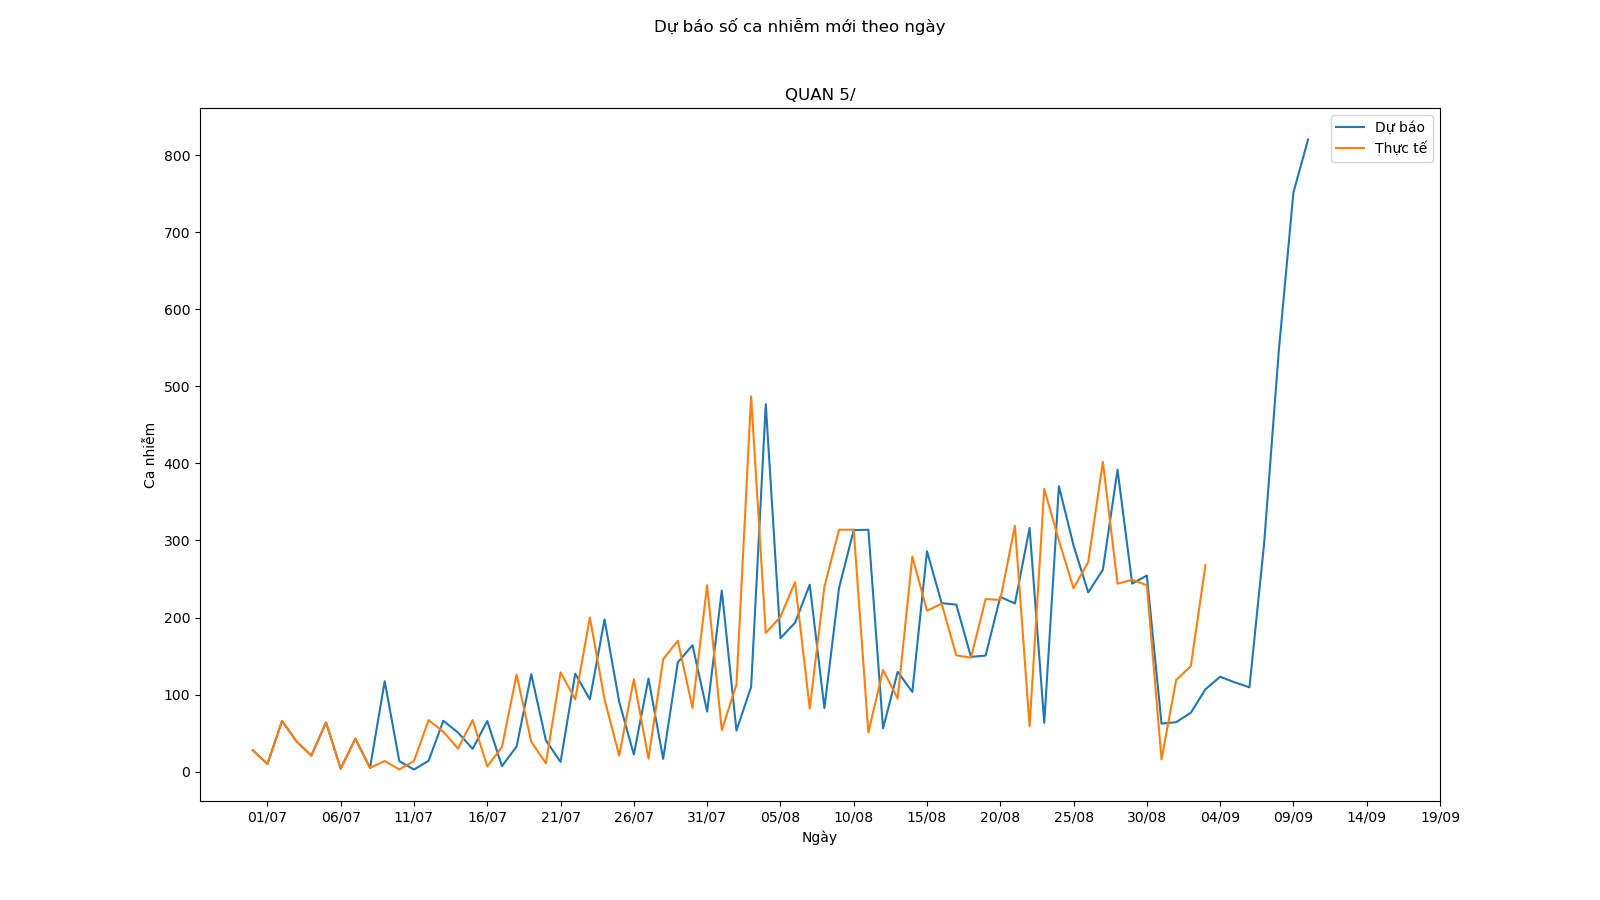 Dự báo số ca nhiễm mới theo ngày
QUAN 5/
Dự báo
Thực tế
800
700
600
500
400
300
200
100
0
Ca nhiễm
01/07 06/07 11/07 16/07 21/07 26/07 31/07 05/08 10/08 15/08 20/08 25/08 30/08 04/09 09/09 14/09 19/09
Ngày